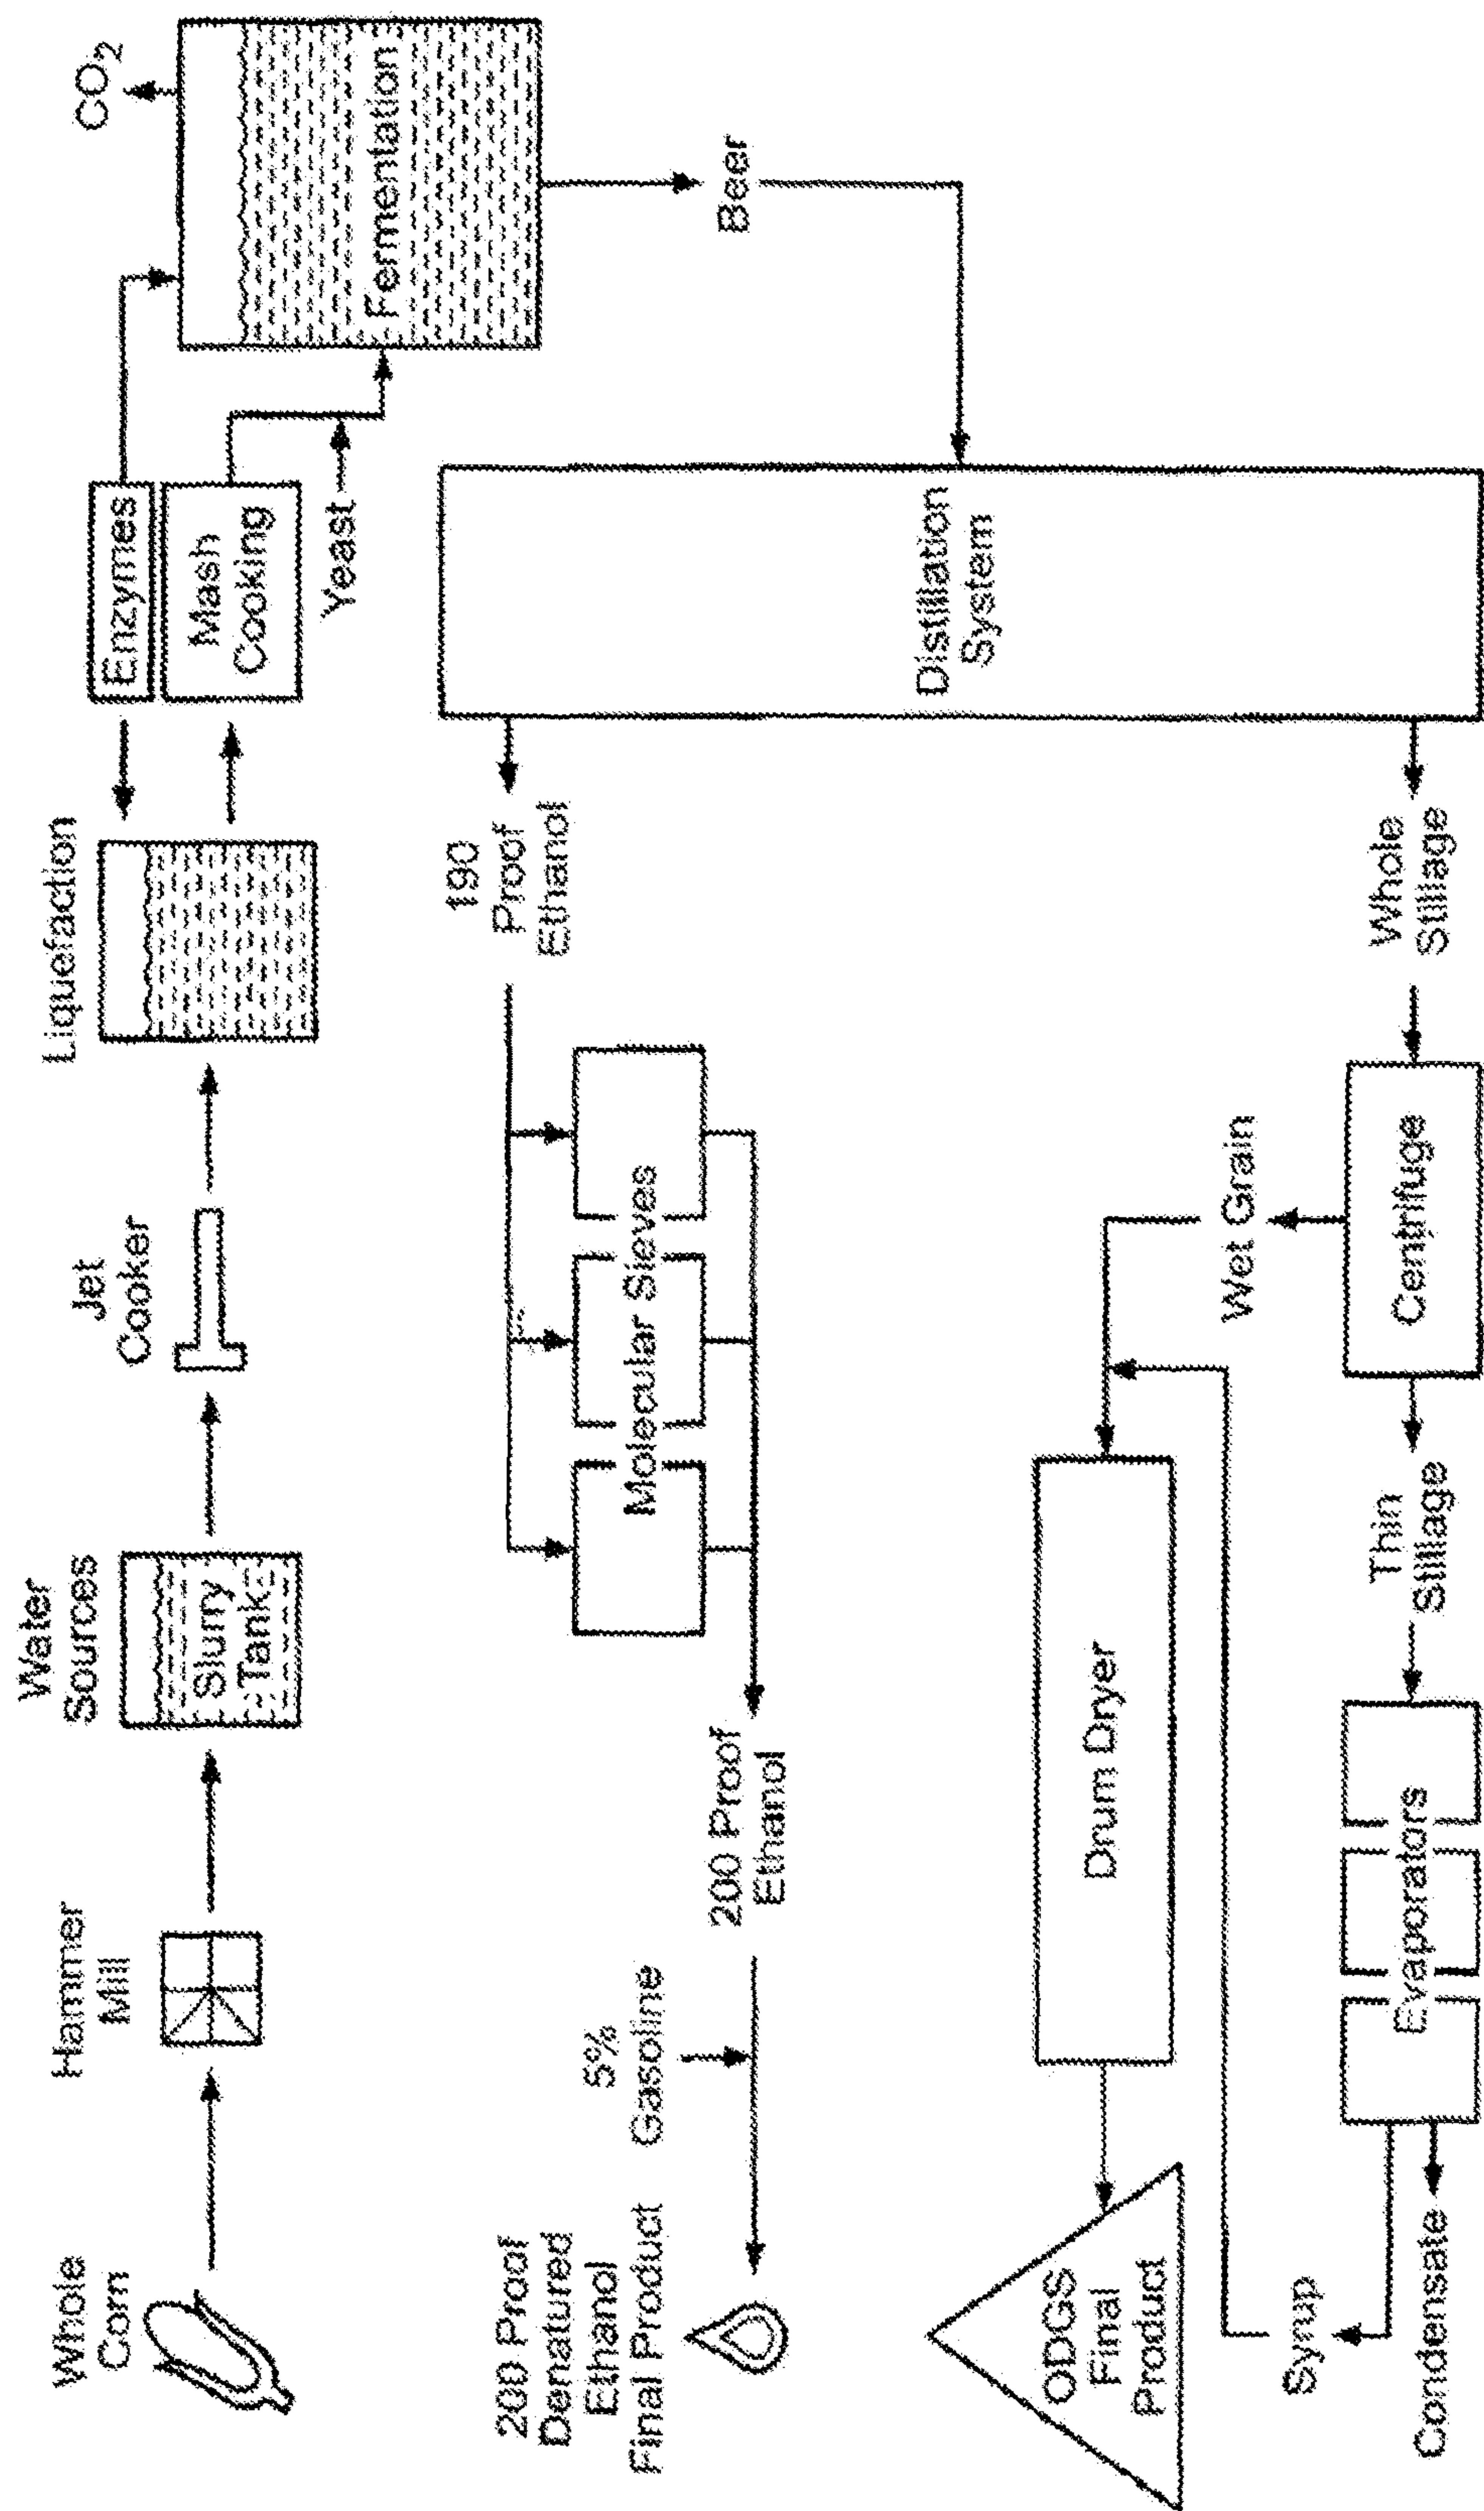 Whole
Corn
Hammer
Mill
Water
Sources
Slurry
Tank
Jet
Cooker
Liquefaction
Enzymes
Mash
Cooking
Yeast
CO2
Fermentation
Beer
Distillation
System
190
Proof
Ethanol
Molecular Sieves
200 Proof
Ethanol
5%
Gasoline
200 Proof
Denatured
Ethanol
Final Product
Whole
Stillage
Centrifuge
Wet Grain
Thin
Stillage
Evaporators
Syrup
Condensate
Drum Dryer
ODGS
Final
Product